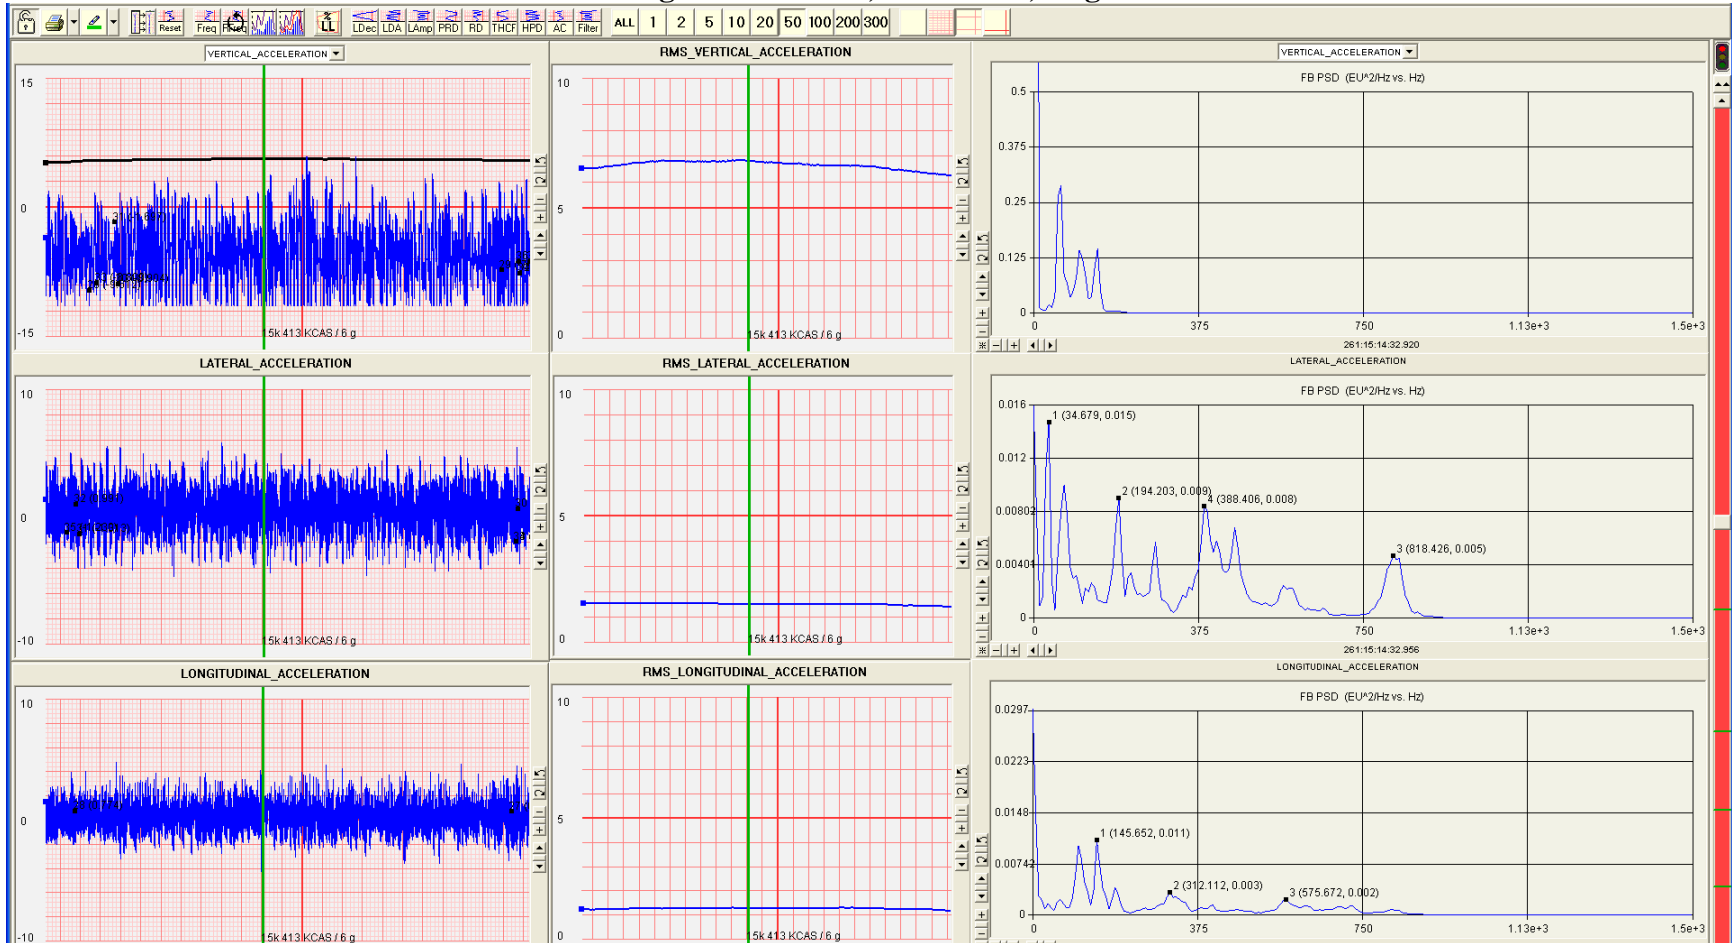 Reset Freq LL LDec LDA LAmp PRD RD THCF HPD AC Filter ALL 1 2 5 10 20 50 100 200 300
VERTICAL_ACCELERATION
15
0
-15
15k 413 KCAS / 6 g
RMS_VERTICAL_ACCELERATION
10
5
0
15k 413 KCAS / 6 g
VERTICAL_ACCELERATION
FB PSD (EU^2/Hz vs. Hz)
0.5
0.375
0.25
0.125
0
0 375 750 1.13e+3 1.5e+3
261:15:14:32.920
LATERAL_ACCELERATION
10
0
-10
15k 413 KCAS / 6 g
RMS_LATERAL_ACCELERATION
10
5
0
15k 413 KCAS / 6 g
LATERAL_ACCELERATION
FB PSD (EU^2/Hz vs. Hz)
0.016
0.012
0.00802
0.00404
0
1 (34.679, 0.015)
2 (194.203, 0.009)
4 (388.406, 0.008)
3 (818.426, 0.005)
0 375 750 1.13e+3 1.5e+3
261:15:14:32.956
LONGITUDINAL_ACCELERATION
10
0
-10
15k 413 KCAS / 6 g
RMS_LONGITUDINAL_ACCELERATION
10
5
0
15k 413 KCAS / 6 g
LONGITUDINAL_ACCELERATION
FB PSD (EU^2/Hz vs. Hz)
0.0297
0.0223
0.0148
0.00742
0
1 (145.652, 0.011)
2 (312.112, 0.003)
3 (575.672, 0.002)
0 375 750 1.13e+3 1.5e+3